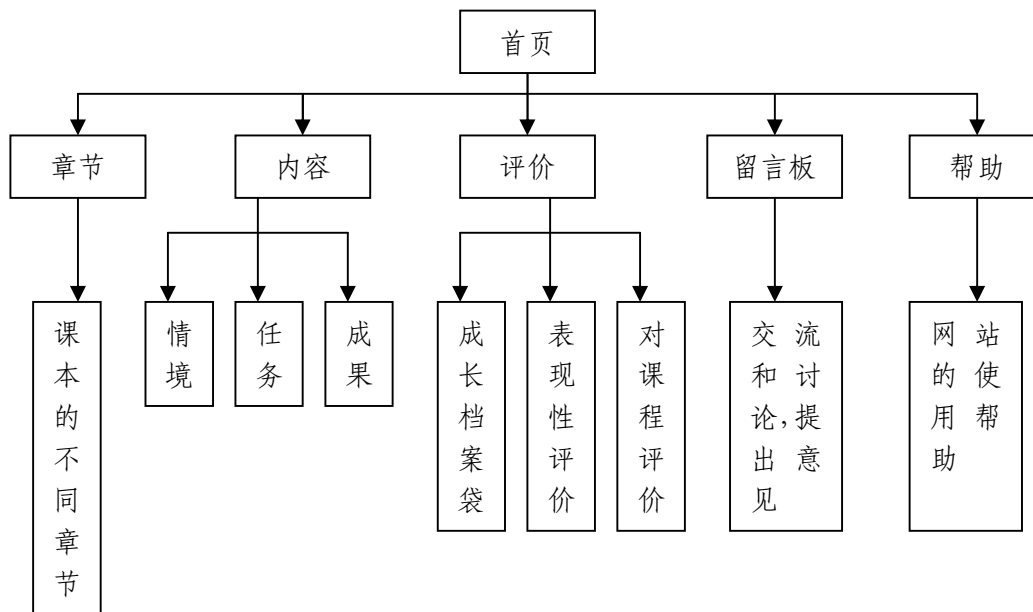 首页
章节
内容
评价
留言板
帮助
课本的不同章节
情境
任务
成果
成长档案袋
表现性评价
对课程评价
交流
和讨
论,提
出意
见
网站
的使
用帮
助